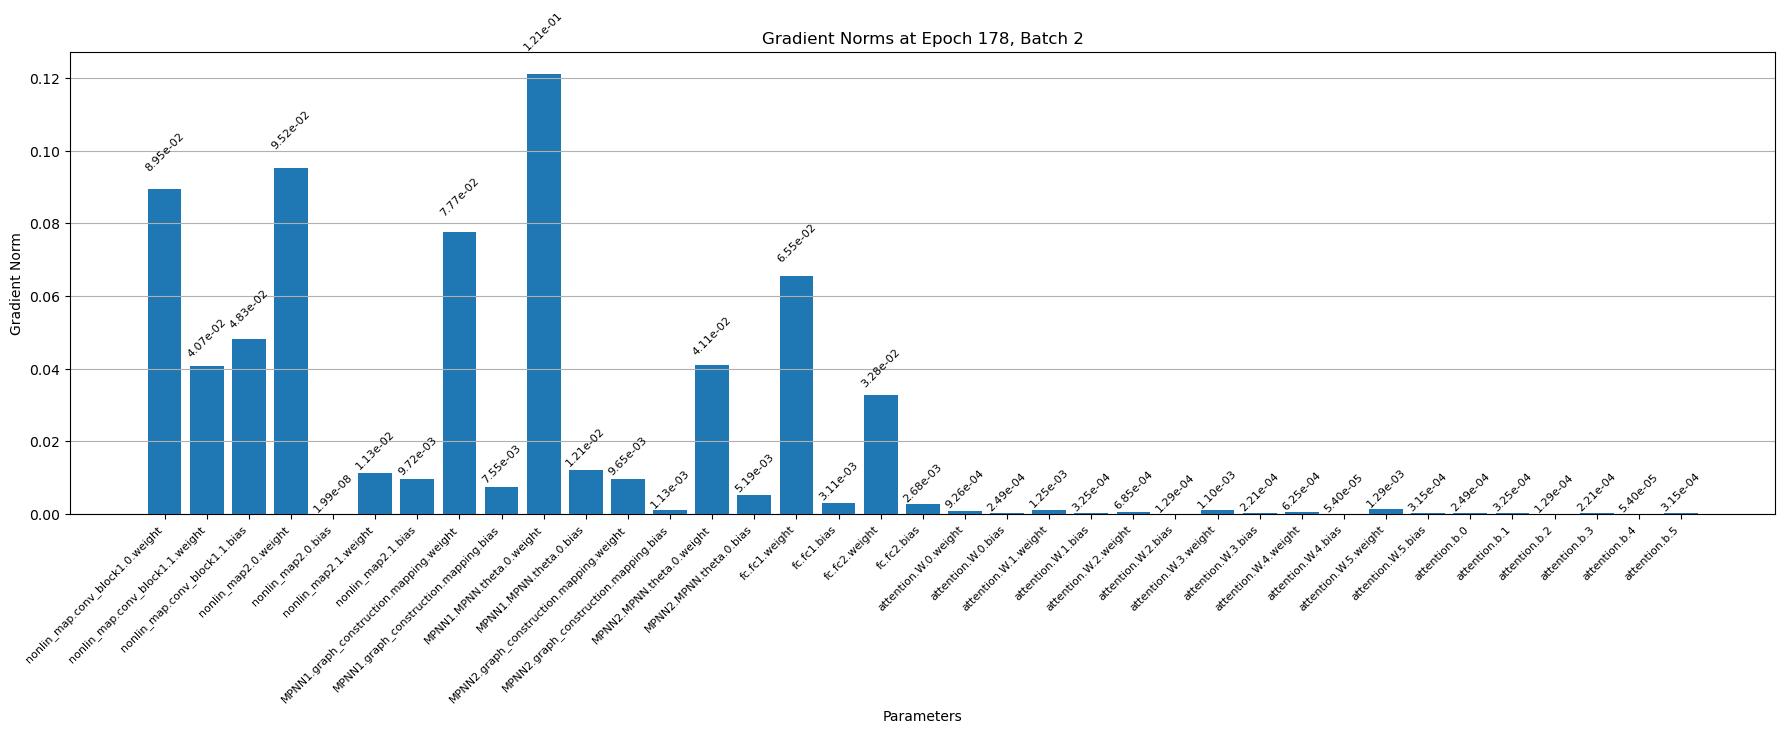 Gradient Norms at Epoch 178, Batch 2
Gradient Norm
0.12
0.10
0.08
0.06
0.04
0.02
0.00
8.95e-02
4.07e-02
4.83e-02
9.52e-02
1.99e-08
1.13e-02
9.72e-03
7.77e-02
7.55e-03
1.21e-01
1.21e-02
9.65e-03
1.13e-03
4.11e-02
5.19e-03
6.55e-02
3.11e-03
3.28e-02
2.68e-03
9.26e-04
2.49e-04
1.25e-03
3.25e-04
6.85e-04
1.29e-04
1.10e-03
2.21e-04
6.25e-04
5.40e-05
1.29e-03
3.15e-04
2.49e-04
3.25e-04
1.29e-04
2.21e-04
5.40e-05
3.15e-04
nonlin_map.conv_block1.0.weight
nonlin_map.conv_block1.1.weight
nonlin_map.conv_block1.1.bias
nonlin_map2.0.weight
nonlin_map2.0.bias
nonlin_map2.1.weight
nonlin_map2.1.bias
MPNN1.graph_construction.mapping.weight
MPNN1.graph_construction.mapping.bias
MPNN1.MPNN.theta.0.weight
MPNN1.MPNN.theta.0.bias
MPNN2.graph_construction.mapping.weight
MPNN2.graph_construction.mapping.bias
MPNN2.MPNN.theta.0.weight
MPNN2.MPNN.theta.0.bias
fc.fc1.weight
fc.fc1.bias
fc.fc2.weight
fc.fc2.bias
attention.W.0.weight
attention.W.0.bias
attention.W.1.weight
attention.W.1.bias
attention.W.2.weight
attention.W.2.bias
attention.W.3.weight
attention.W.3.bias
attention.W.4.weight
attention.W.4.bias
attention.W.5.weight
attention.W.5.bias
attention.b.0
attention.b.1
attention.b.2
attention.b.3
attention.b.4
attention.b.5
Parameters